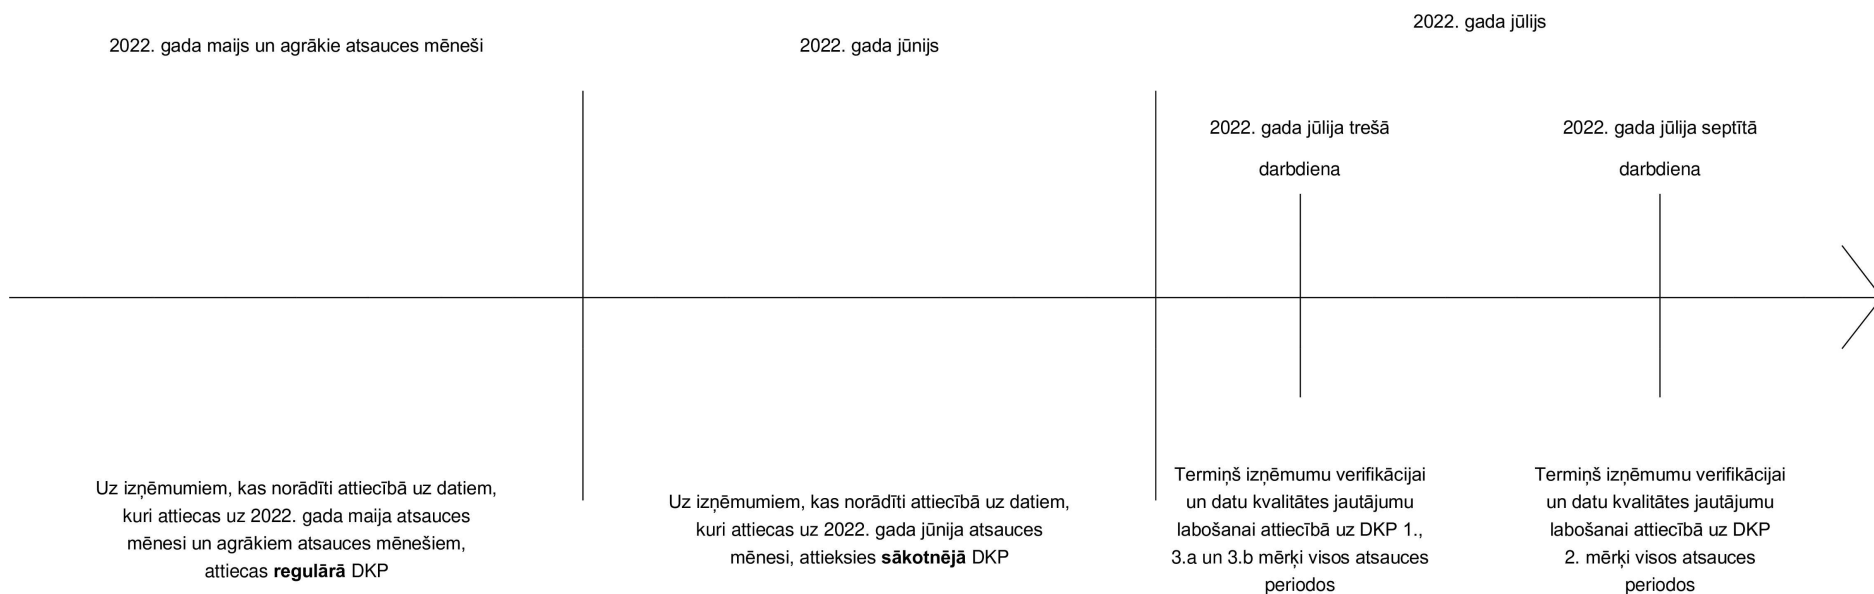 2022. gada maijs un agrākie atsauces mēneši
2022. gada jūnijs
2022. gada jūlijs
2022. gada jūlija trešā
darbdiena
2022. gada jūlija septītā
darbdiena
Uz izņēmumiem, kas norādīti attiecībā uz datiem,
kuri attiecas uz 2022. gada maija atsauces
mēnesi un agrākiem atsauces mēnešiem,
attiecas regulārā DKP
Uz izņēmumiem, kas norādīti attiecībā uz datiem,
kuri attiecas uz 2022. gada jūnija atsauces
mēnesi, attieksies sākotnējā DKP
Termiņš izņēmumu verifikācijai
un datu kvalitātes jautājumu
labošanai attiecībā uz DKP 1.,
3.a un 3.b mērķi visos atsauces
periodos
Termiņš izņēmumu verifikācijai
un datu kvalitātes jautājumu
labošanai attiecībā uz DKP
2. mērķi visos atsauces
periodos